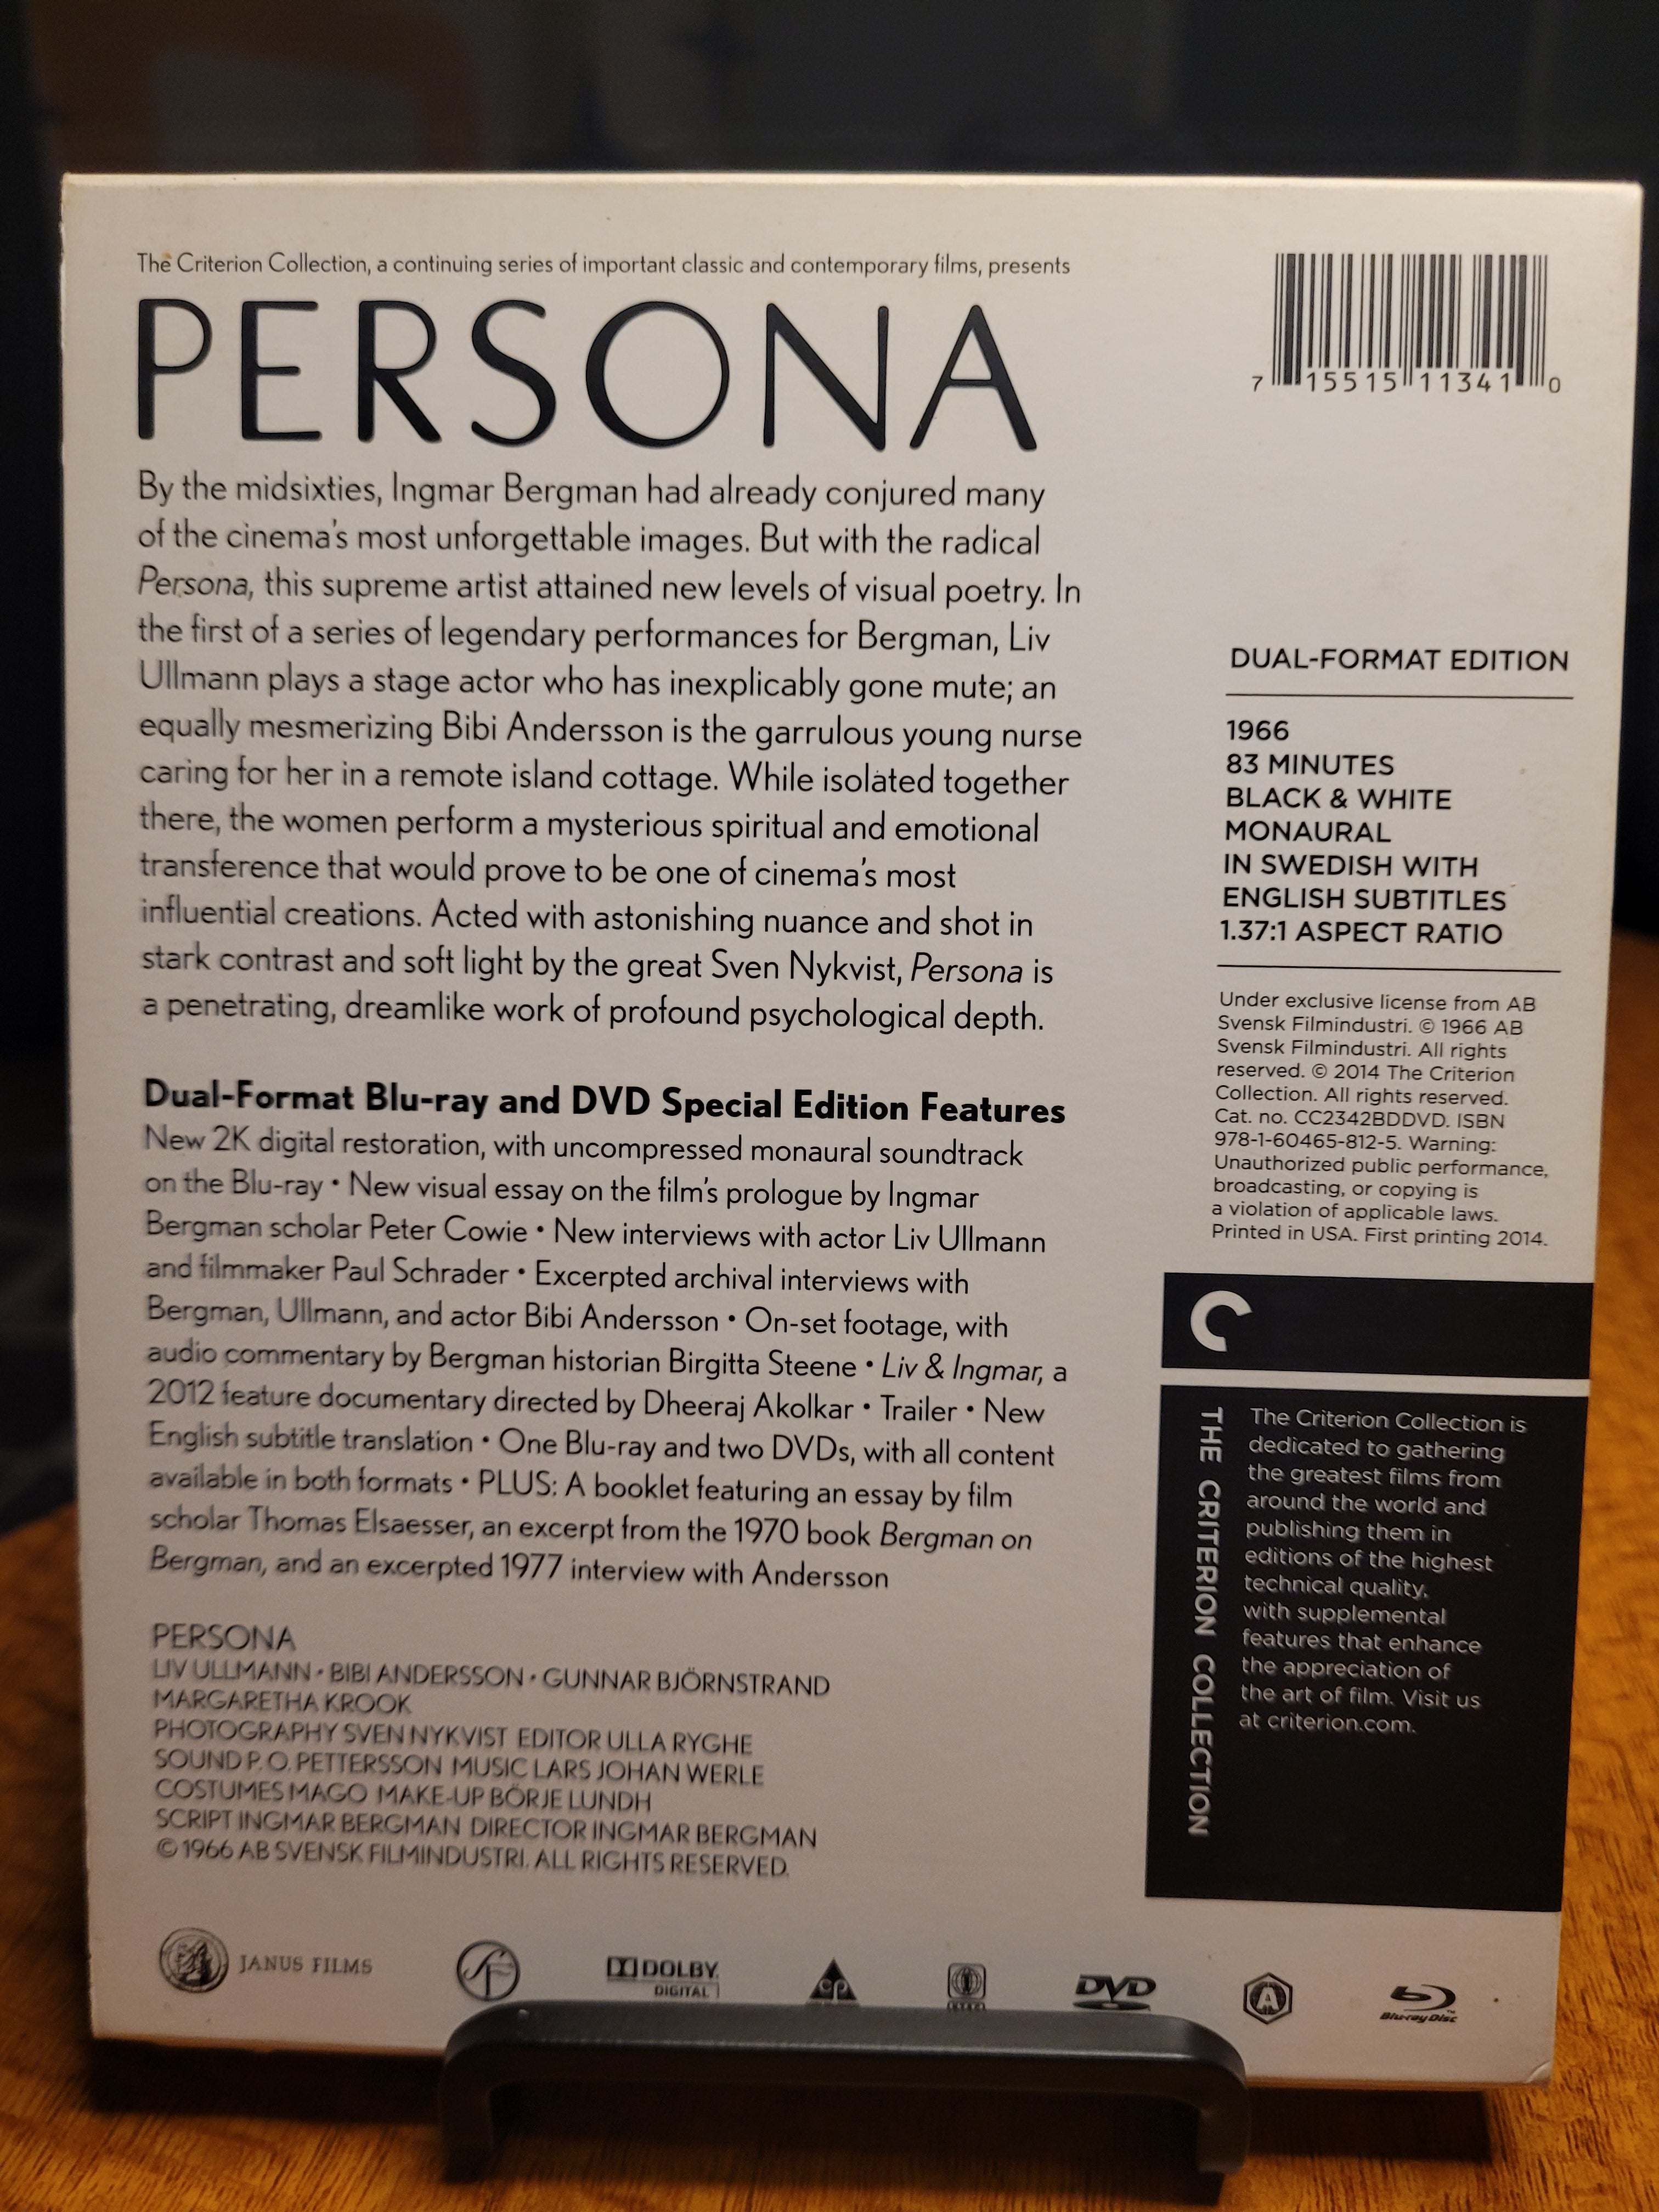 The Criterion Collection, a continuing series of important classic and contemporary films, presents
PERSONA
By the midsixties, Ingmar Bergman had already conjured many
of the cinema's most unforgettable images. But with the radical
Persona, this supreme artist attained new levels of visual poetry. In
the first of a series of legendary performances for Bergman, Liv
Ullmann plays a stage actor who has inexplicably gone mute; an
equally mesmerizing Bibi Andersson is the garrulous young nurse
caring for her in a remote island cottage. While isolated together
there, the women perform a mysterious spiritual and emotional
transference that would prove to be one of cinema's most
influential creations. Acted with astonishing nuance and shot in
stark contrast and soft light by the great Sven Nykvist, Persona is
a penetrating, dreamlike work of profound psychological depth.
Dual-Format Blu-ray and DVD Special Edition Features
New 2K digital restoration, with uncompressed monaural soundtrack
on the Blu-ray • New visual essay on the film's prologue by Ingmar
Bergman scholar Peter Cowie • New interviews with actor Liv Ullmann
and filmmaker Paul Schrader • Excerpted archival interviews with
Bergman, Ullmann, and actor Bibi Andersson • On-set footage, with
audio commentary by Bergman historian Birgitta Steene • Liv & Ingmar, a
2012 feature documentary directed by Dheeraj Akolkar • Trailer • New
English subtitle translation • One Blu-ray and two DVDs, with all content
available in both formats • PLUS: A booklet featuring an essay by film
scholar Thomas Elsaesser, an excerpt from the 1970 book Bergman on
Bergman, and an excerpted 1977 interview with Andersson
PERSONA
LIV ULLMANN • BIBI ANDERSSON • GUNNAR BJÖRNSTRAND
MARGARETHA KROOK
PHOTOGRAPHY SVEN NYKVIST EDITOR ULLA RYGHE
SOUND P. O. PETTERSSON MUSIC LARS JOHAN WERLE
COSTUMES MAGO MAKE-UP BÖRJE LUNDH
SCRIPT INGMAR BERGMAN DIRECTOR INGMAR BERGMAN
© 1966 AB SVENSK FILMINDUSTRI. ALL RIGHTS RESERVED.
7 15515 11341 0
DUAL-FORMAT EDITION
1966
83 MINUTES
BLACK & WHITE
MONAURAL
IN SWEDISH WITH
ENGLISH SUBTITLES
1.37:1 ASPECT RATIO
Under exclusive license from AB
Svensk Filmindustri. © 1966 AB
Svensk Filmindustri. All rights
reserved. © 2014 The Criterion
Collection. All rights reserved.
Cat. no. CC2342BDDVD. ISBN
978-1-60465-812-5. Warning:
Unauthorized public performance,
broadcasting, or copying is
a violation of applicable laws.
Printed in USA. First printing 2014.
THE CRITERION COLLECTION
The Criterion Collection is
dedicated to gathering
the greatest films from
around the world and
publishing them in
editions of the highest
technical quality,
with supplemental
features that enhance
the appreciation of
the art of film. Visit us
at criterion.com.
JANUS FILMS
SF
DOLBY
DIGITAL
DVD
A
Blu-ray Disc